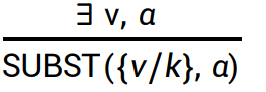 ∃ v, a
SUBST({v/k}, a)